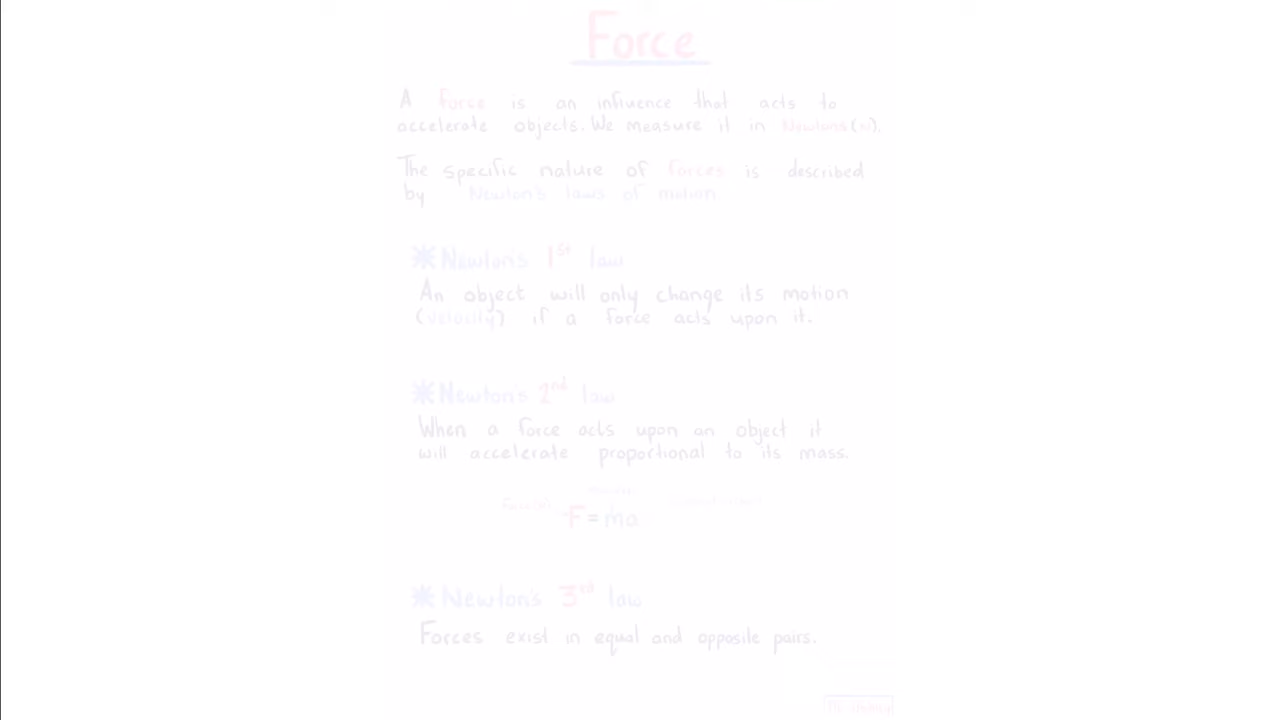 Force
A force is an influence that acts to
accelerate objects. We measure it in Newtons (N).
The specific nature of forces is described
by Newton's laws of motion
Newton's 1st law
An object will only change its motion
(velocity) if a force acts upon it.
Newton's 2nd law
When a force acts upon an object it
will accelerate proportional to its mass.
Force(N)
F = ma
Newton's 3rd law
Forces exist in equal and opposite pairs.